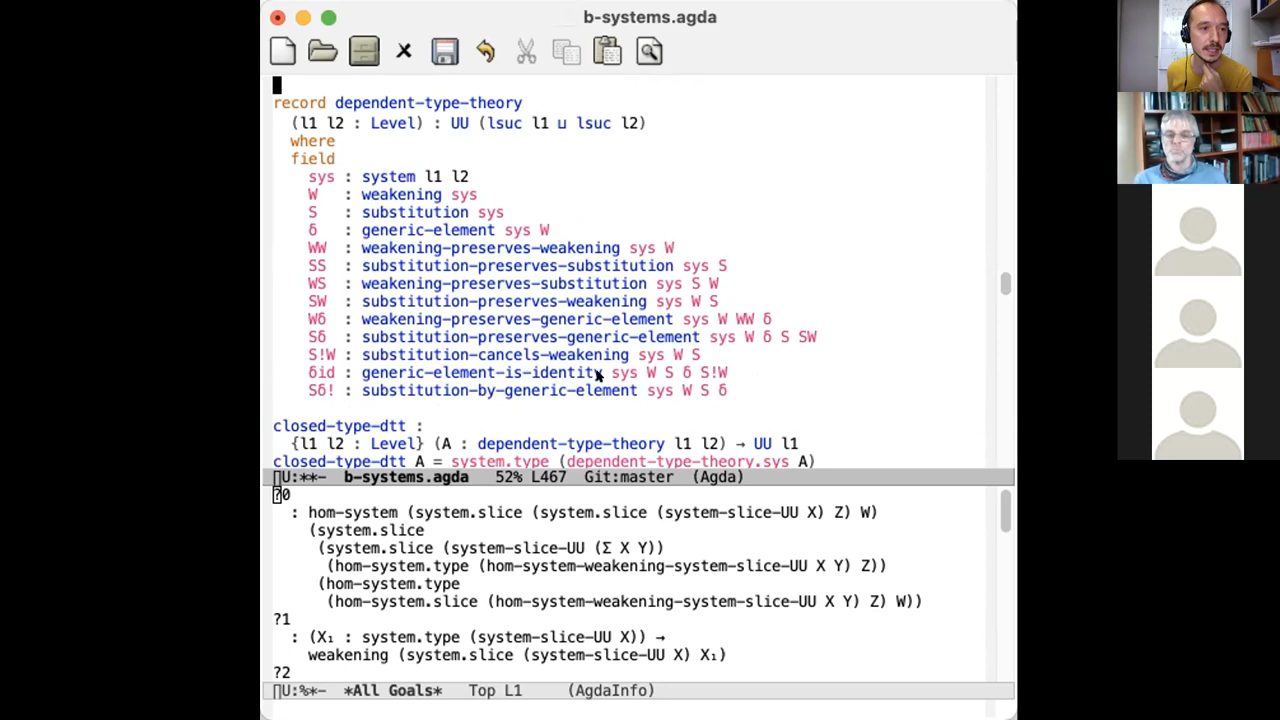 b-systems.agda
record dependent-type-theory
(l1 l2 : Level) : UU (lsuc l1 ⊔ lsuc l2)
where
field
sys : system l1 l2
W : weakening sys
S : substitution sys
δ : generic-element sys W
WW : weakening-preserves-weakening sys W
SS : substitution-preserves-substitution sys S
WS : weakening-preserves-substitution sys S W
SW : substitution-preserves-weakening sys W S
Wδ : weakening-preserves-generic-element sys W WW δ
Sδ : substitution-preserves-generic-element sys W δ S SW
S!W : substitution-cancels-weakening sys W S
δid : generic-element-is-identity sys W S δ S!W
Sδ! : substitution-by-generic-element sys W S δ
closed-type-dtt :
{l1 l2 : Level} (A : dependent-type-theory l1 l2) → UU l1
closed-type-dtt A = system.type (dependent-type-theory.sys A)
U:**- b-systems.agda 52% L467 Git:master (Agda)
?0
: hom-system (system.slice (system.slice (system-slice-UU X) Z) W)
(system.slice
(system.slice (system-slice-UU (Σ X Y))
(hom-system.type (hom-system-weakening-system-slice-UU X Y) Z))
(hom-system.type
(hom-system.slice (hom-system-weakening-system-slice-UU X Y) Z) W))
?1
: (X₁ : system.type (system-slice-UU X)) →
weakening (system.slice (system-slice-UU X) X₁)
?2
U:%*- *All Goals* Top L1 (AgdaInfo)